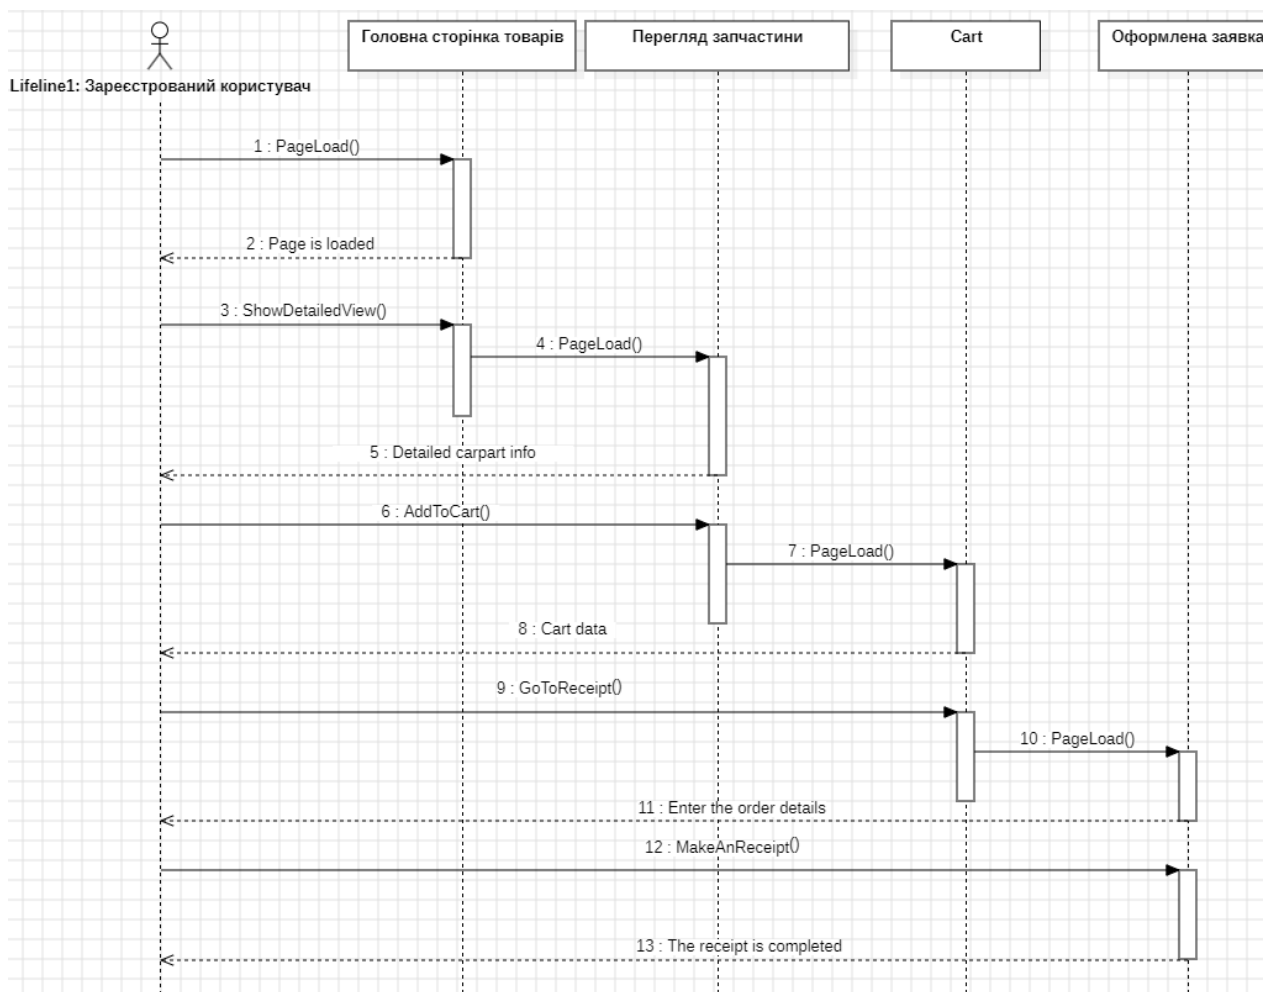 Головна сторінка товарів
Перегляд запчастини
Cart
Оформлена заявка
Lifeline1: Зареєстрований користувач
1 : PageLoad()
2 : Page is loaded
3 : ShowDetailedView()
4 : PageLoad()
5 : Detailed carpart info
6 : AddToCart()
7 : PageLoad()
8 : Cart data
9 : GoToReceipt()
10 : PageLoad()
11 : Enter the order details
12 : MakeAnReceipt()
13 : The receipt is completed